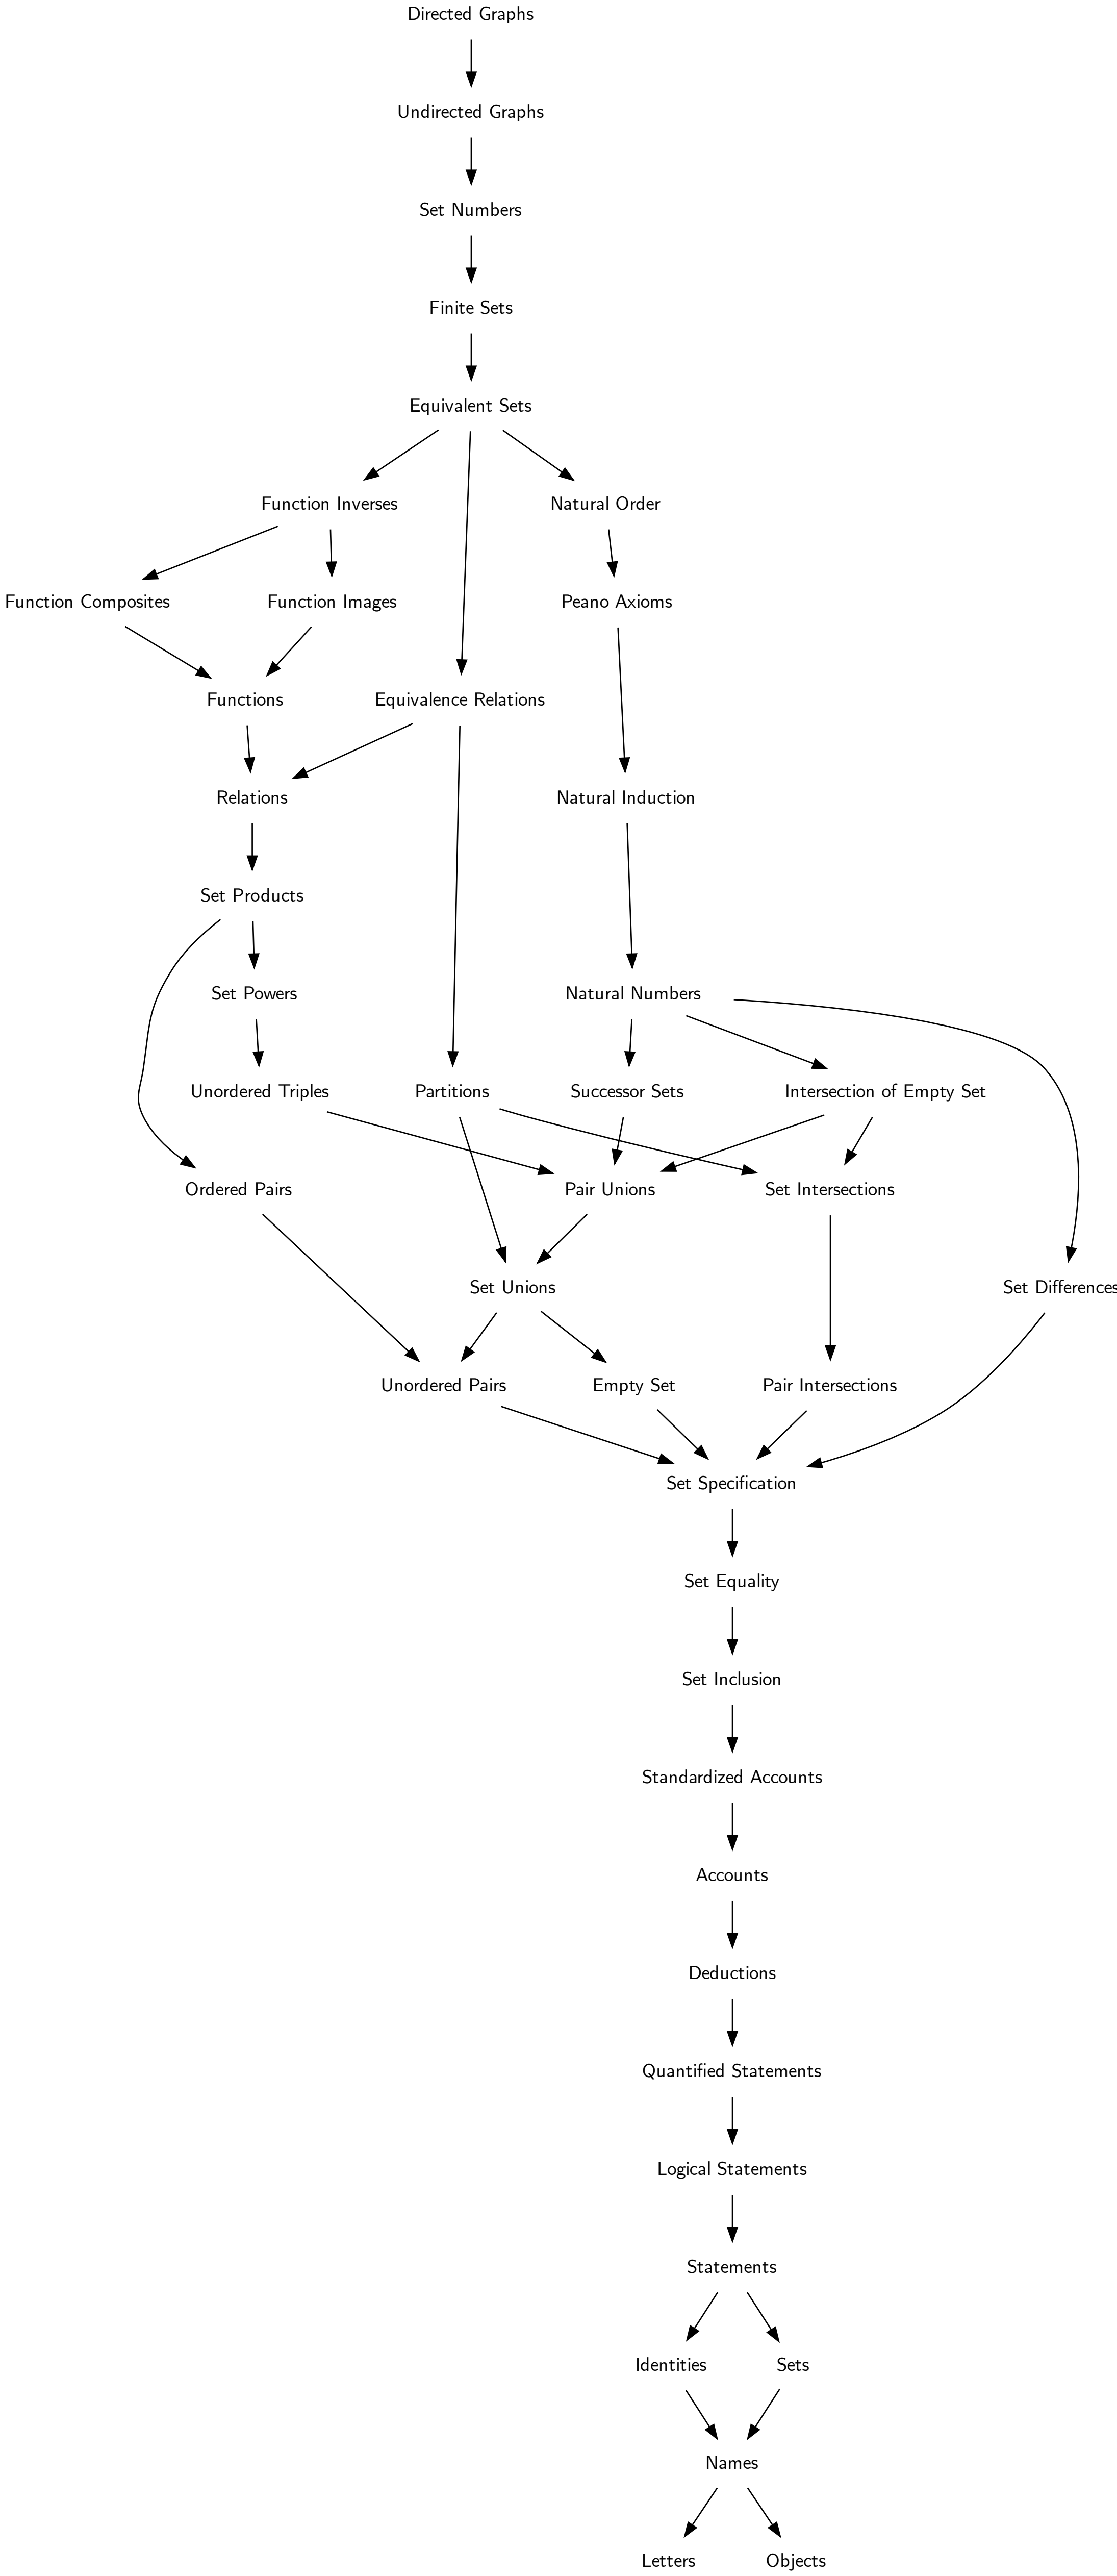 Directed Graphs
Undirected Graphs
Set Numbers
Finite Sets
Equivalent Sets
Function Inverses
Natural Order
Function Composites
Function Images
Peano Axioms
Functions
Equivalence Relations
Relations
Natural Induction
Set Products
Set Powers
Natural Numbers
Unordered Triples
Partitions
Successor Sets
Intersection of Empty Set
Ordered Pairs
Pair Unions
Set Intersections
Set Unions
Set Differences
Unordered Pairs
Empty Set
Pair Intersections
Set Specification
Set Equality
Set Inclusion
Standardized Accounts
Accounts
Deductions
Quantified Statements
Logical Statements
Statements
Identities
Sets
Names
Letters
Objects